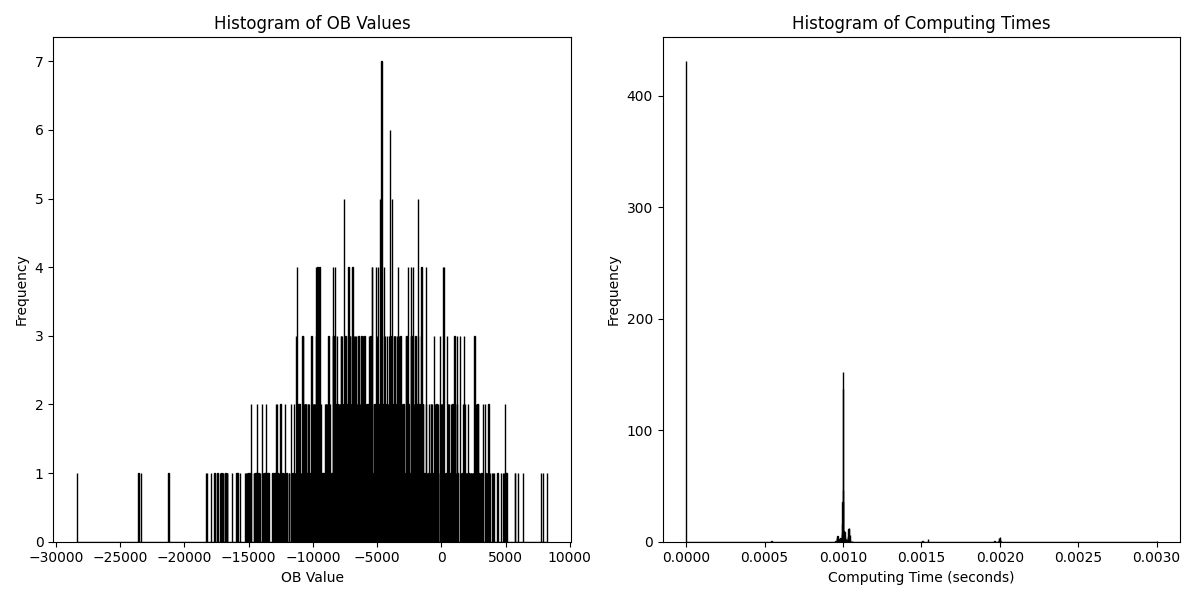 Histogram of OB Values
7
6
5
4
3
2
1
0
Frequency
−30000 −25000 −20000 −15000 −10000 −5000 0 5000 10000
OB Value
Histogram of Computing Times
400
300
200
100
0
Frequency
0.0000 0.0005 0.0010 0.0015 0.0020 0.0025 0.0030
Computing Time (seconds)